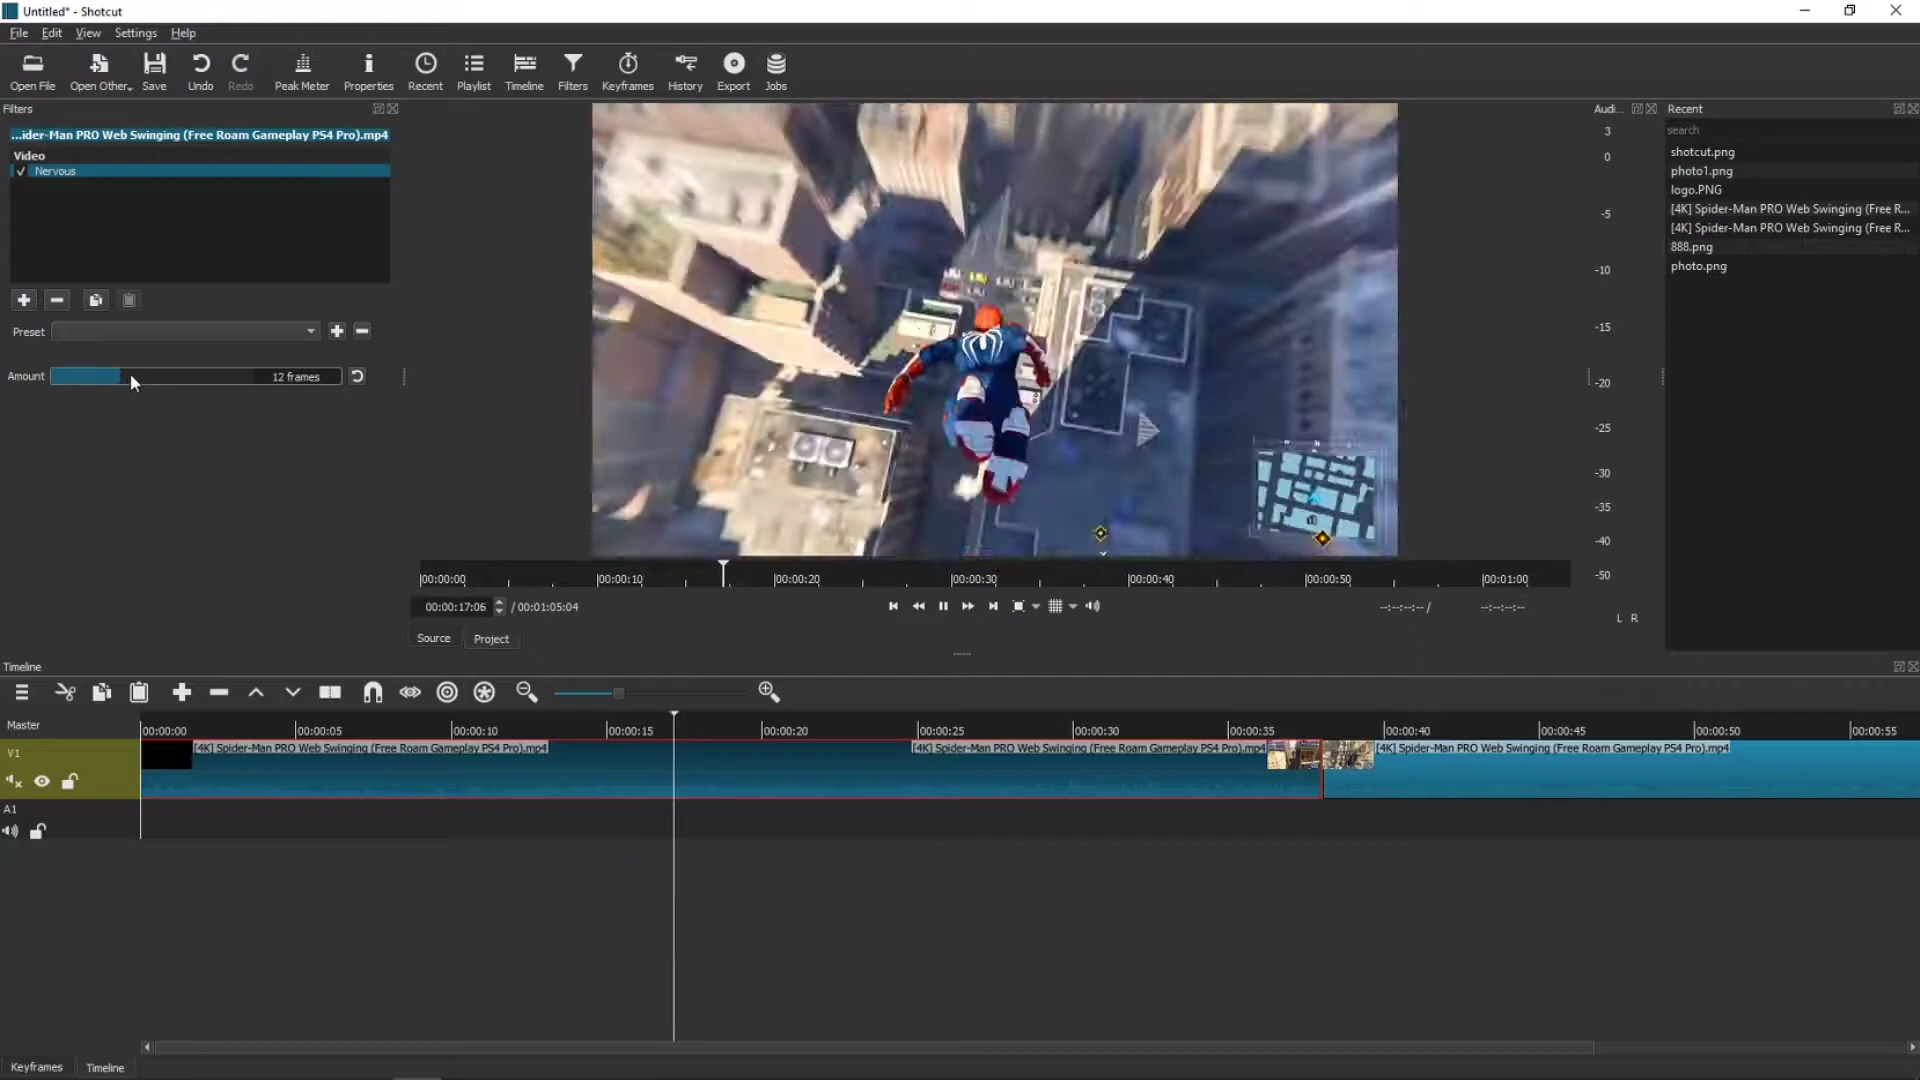 Untitled* - Shotcut
File Edit View Settings Help
Open File Open Other... Save Undo Redo Peak Meter Properties Recent Playlist Timeline Filters Keyframes History Export Jobs
Filters
...ider-Man PRO Web Swinging (Free Roam Gameplay PS4 Pro).mp4
Video
Nervous
Preset
Amount 12 frames
Audi...
3
0
-5
-10
-15
-20
-25
-30
-35
-40
-50
L R
Recent
search
shotcut.png
photo1.png
logo.PNG
[4K] Spider-Man PRO Web Swinging (Free R...
[4K] Spider-Man PRO Web Swinging (Free R...
888.png
photo.png
00:00:00 00:00:10 00:00:20 00:00:30 00:00:40 00:00:50 00:01:00
00:00:17:06 / 00:01:05:04 --:--:--:-- / --:--:--:--
Source Project
Timeline
Master 00:00:00 00:00:05 00:00:10 00:00:15 00:00:20 00:00:25 00:00:30 00:00:35 00:00:40 00:00:45 00:00:50 00:00:55
V1 [4K] Spider-Man PRO Web Swinging (Free Roam Gameplay PS4 Pro).mp4 [4K] Spider-Man PRO Web Swinging (Free Roam Gameplay PS4 Pro).mp4 [4K] Spider-Man PRO Web Swinging (Free Roam Gameplay PS4 Pro).mp4
A1
Keyframes Timeline